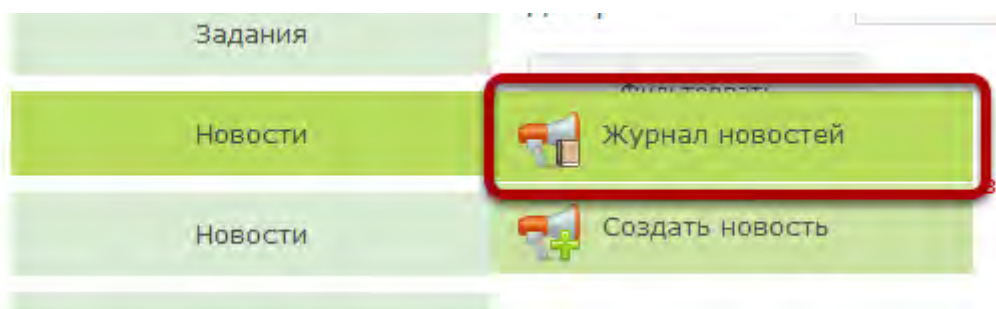 Задания
Новости
Журнал новостей
Новости
Создать новость